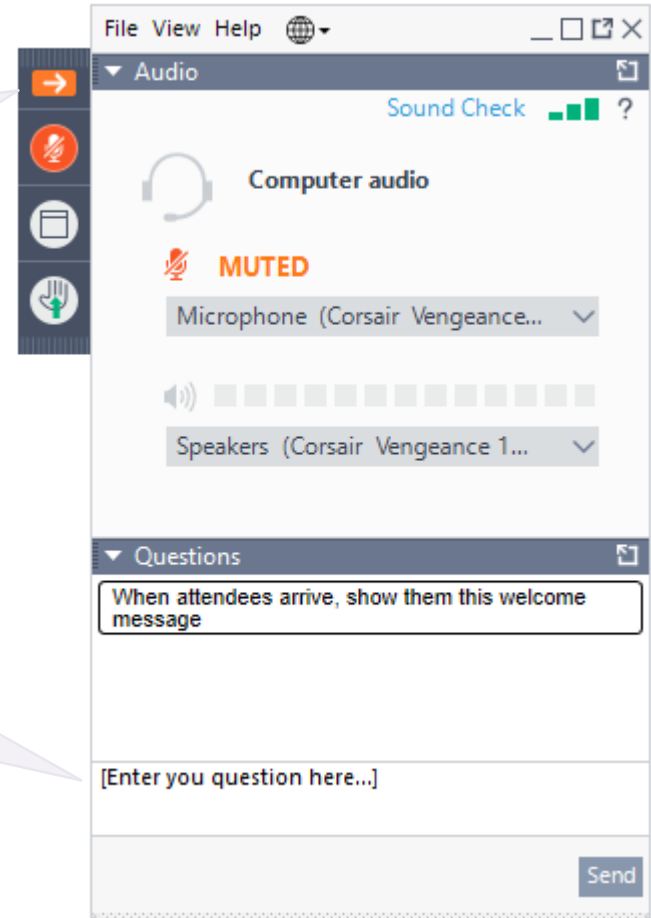 File View Help
Audio
Sound Check ?
Computer audio
MUTED
Microphone (Corsair Vengeance...
Speakers (Corsair Vengeance 1...
Questions
When attendees arrive, show them this welcome
message
[Enter you question here...]
Send